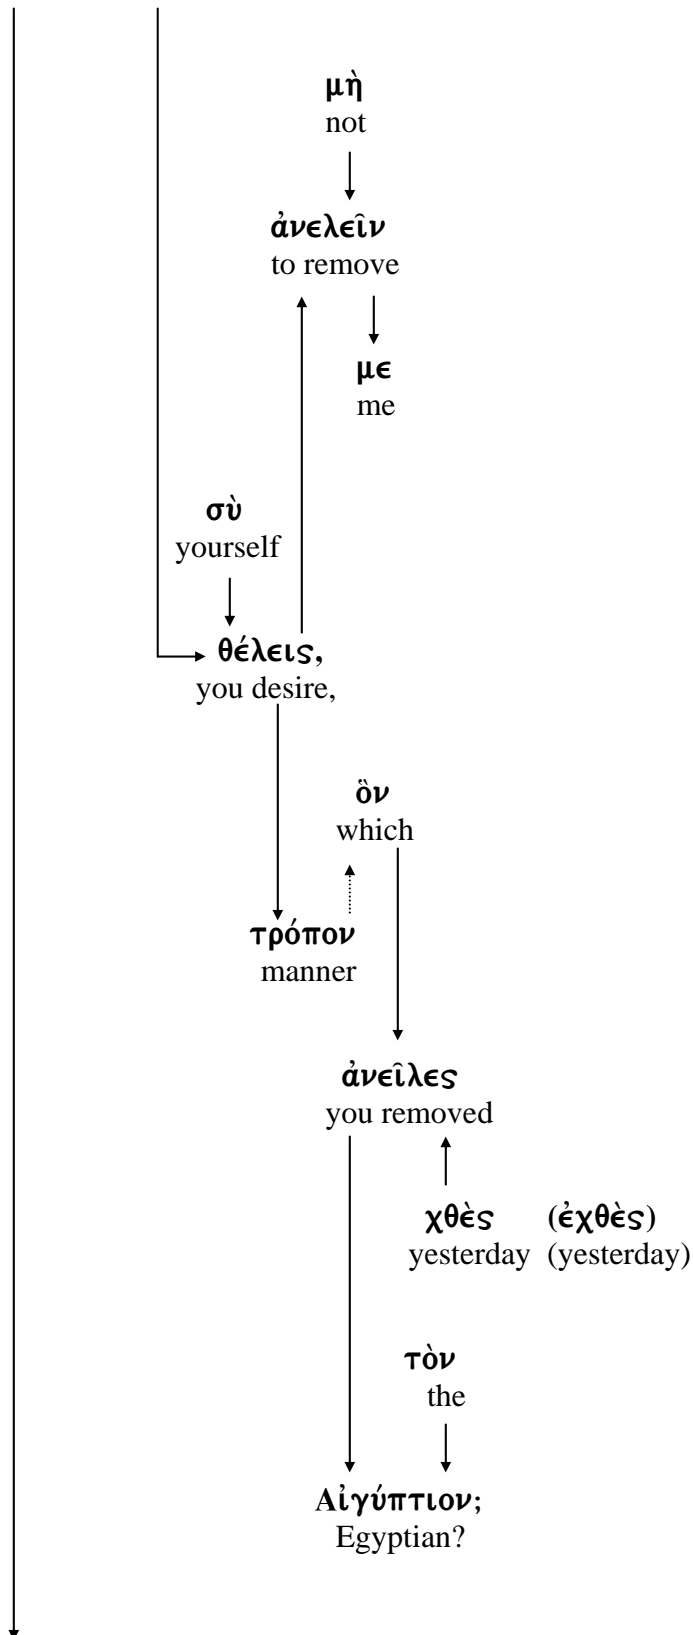 μὴ
not
ἀνελεῖν
to remove
με
me
σὺ
yourself
θέλεις,
you desire,
ὃν
which
τρόπον
manner
ἀνεῖλες
you removed
χθὲς (ἐχθὲς)
yesterday (yesterday)
τὸν
the
Αἰγύπτιον;
Egyptian?